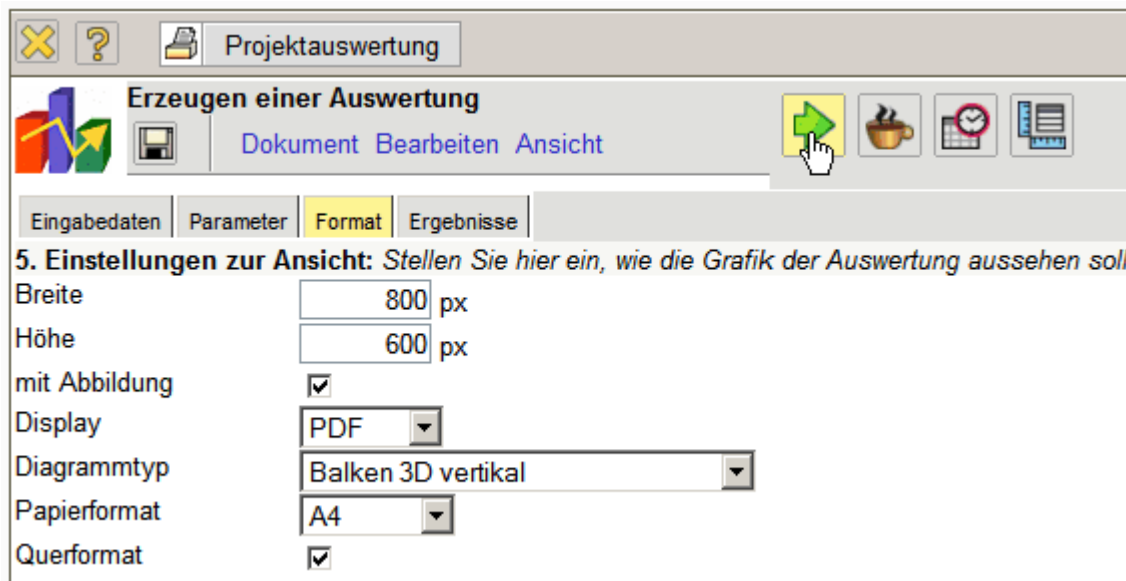 Projektauswertung
Erzeugen einer Auswertung
Dokument Bearbeiten Ansicht
Eingabedaten Parameter Format Ergebnisse
5. Einstellungen zur Ansicht: Stellen Sie hier ein, wie die Grafik der Auswertung aussehen soll
Breite 800 px
Höhe 600 px
mit Abbildung
Display PDF
Diagrammtyp Balken 3D vertikal
Papierformat A4
Querformat